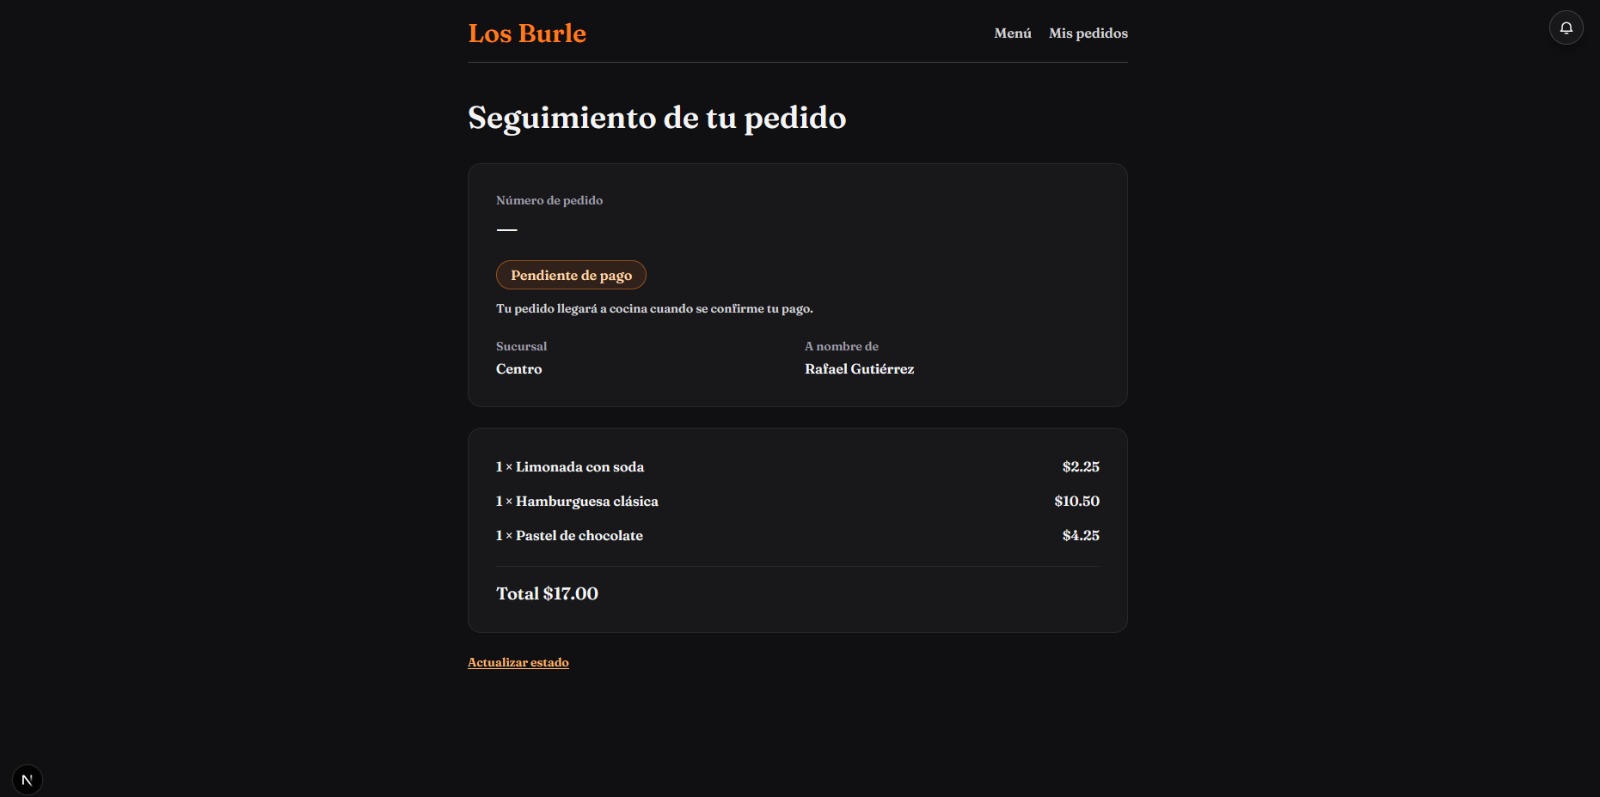 Los Burle
Menú Mis pedidos
Seguimiento de tu pedido
Número de pedido
—
Pendiente de pago
Tu pedido llegará a cocina cuando se confirme tu pago.
Sucursal A nombre de
Centro Rafael Gutiérrez
1 × Limonada con soda $2.25
1 × Hamburguesa clásica $10.50
1 × Pastel de chocolate $4.25
Total $17.00
Actualizar estado
N